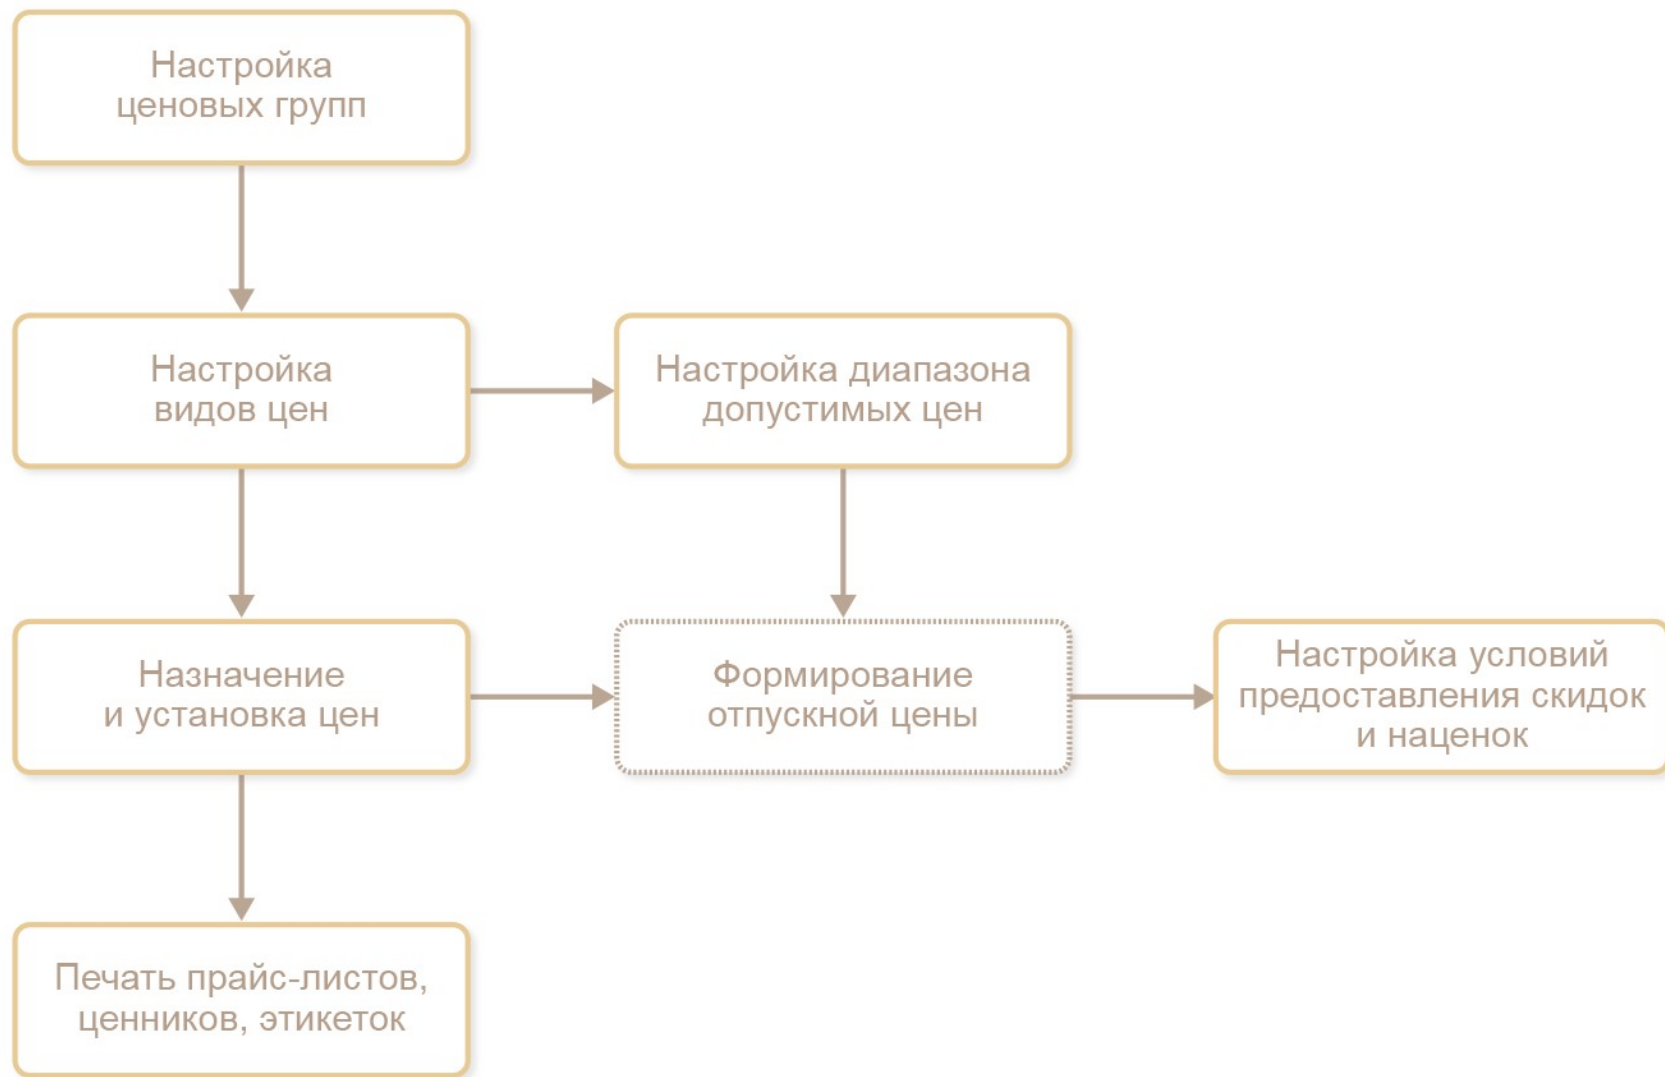 Настройка
ценовых групп
Настройка
видов цен
Настройка диапазона
допустимых цен
Назначение
и установка цен
Формирование
отпускной цены
Настройка условий
предоставления скидок
и наценок
Печать прайс-листов,
ценников, этикеток